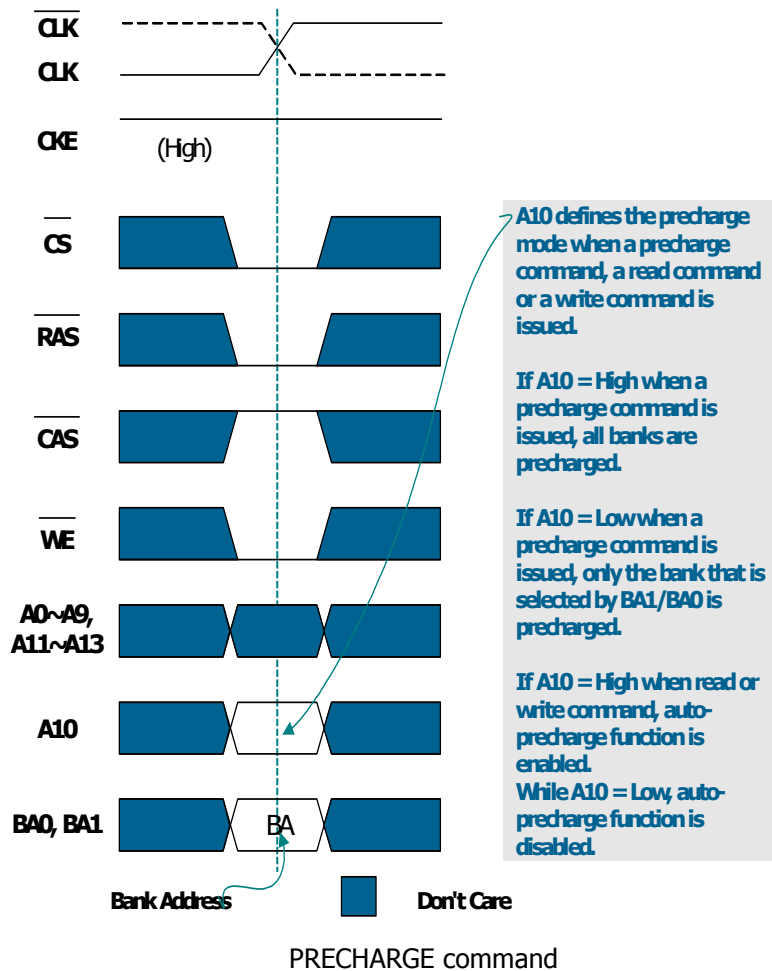 CLK
CLK
CKE
(High)
CS
RAS
CAS
WE
A0~A9,
A11~A13
A10
BA0, BA1
BA
Bank Address
Don't Care
A10 defines the precharge
mode when a precharge
command, a read command
or a write command is
issued.
If A10 = High when a
precharge command is
issued, all banks are
precharged.
If A10 = Low when a
precharge command is
issued, only the bank that is
selected by BA1/BA0 is
precharged.
If A10 = High when read or
write command, auto-
precharge function is
enabled.
While A10 = Low, auto-
precharge function is
disabled.
PRECHARGE command